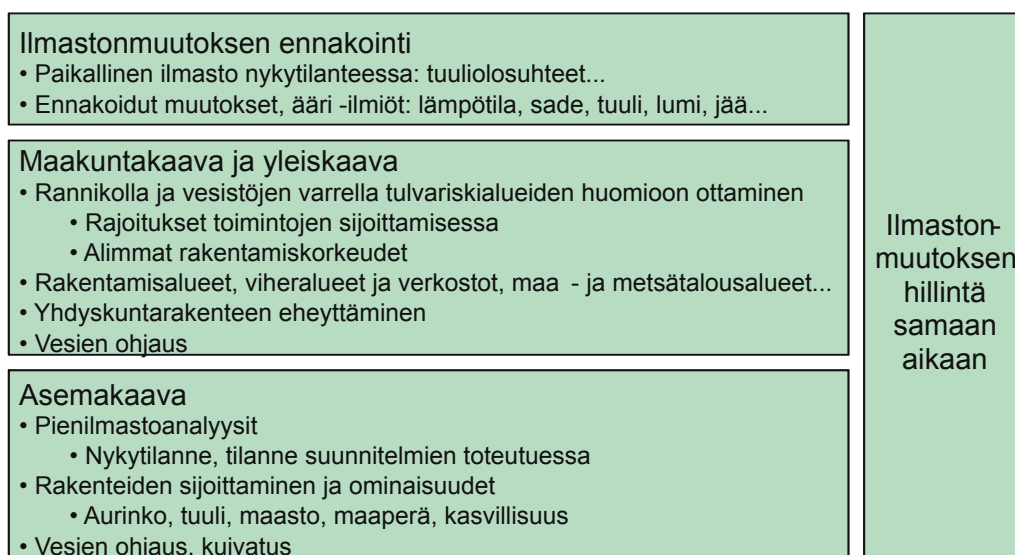 Ilmastonmuutoksen ennakointi
• Paikallinen ilmasto nykytilanteessa: tuuliolosuhteet...
• Ennakoidut muutokset, ääri -ilmiöt: lämpötila, sade, tuuli, lumi, jää...
Maakuntakaava ja yleiskaava
• Rannikolla ja vesistöjen varrella tulvariskialueiden huomioon ottaminen
• Rajoitukset toimintojen sijoittamisessa
• Alimmat rakentamiskorkeudet
• Rakentamisalueet, viheralueet ja verkostot, maa - ja metsätalousalueet...
• Yhdyskuntarakenteen eheyttäminen
• Vesien ohjaus
Asemakaava
• Pienilmastoanalyysit
• Nykytilanne, tilanne suunnitelmien toteutuessa
• Rakenteiden sijoittaminen ja ominaisuudet
• Aurinko, tuuli, maasto, maaperä, kasvillisuus
• Vesien ohjaus, kuivatus
Ilmaston-
muutoksen
hillintä
samaan
aikaan